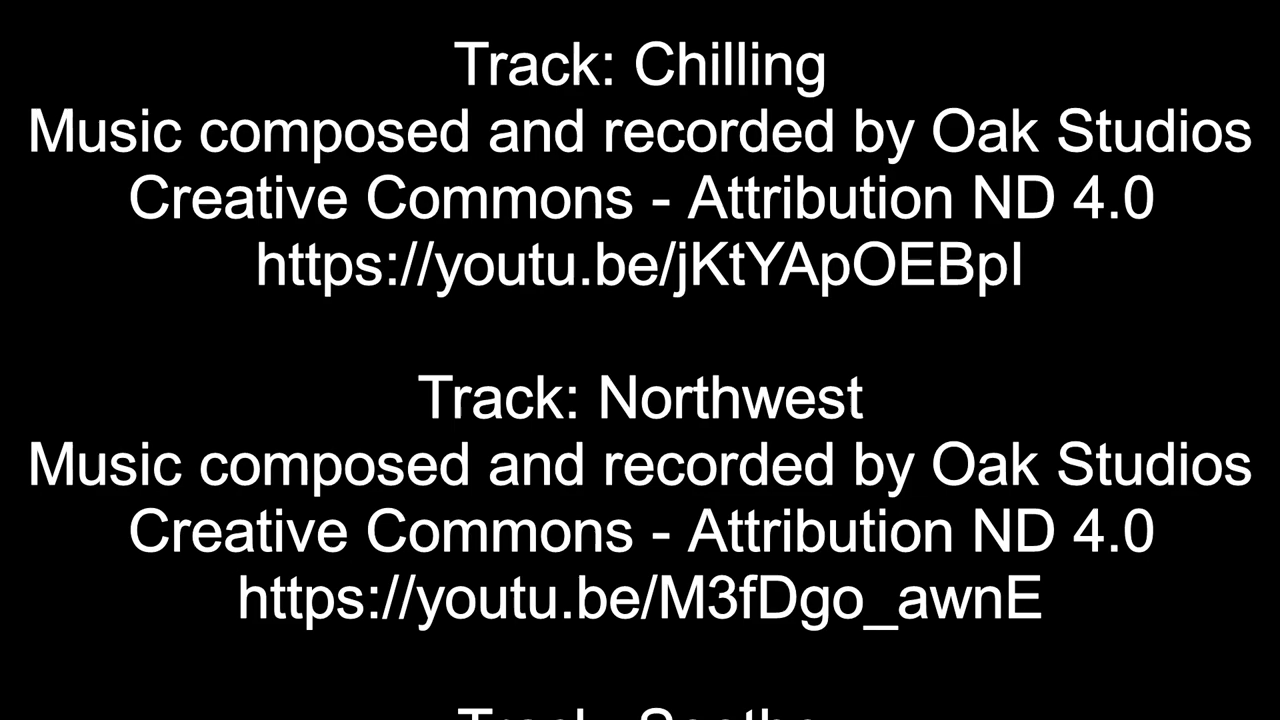 Track: Chilling
Music composed and recorded by Oak Studios
Creative Commons - Attribution ND 4.0
https://youtu.be/jKtYApOEBpI

Track: Northwest
Music composed and recorded by Oak Studios
Creative Commons - Attribution ND 4.0
https://youtu.be/M3fDgo_awnE

Track: